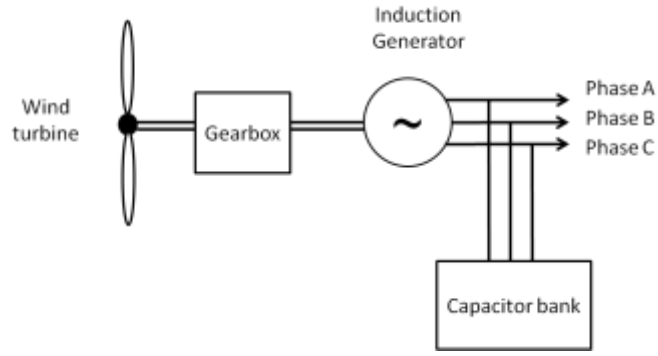 Induction
Generator
Wind
turbine
Gearbox
~
Phase A
Phase B
Phase C
Capacitor bank